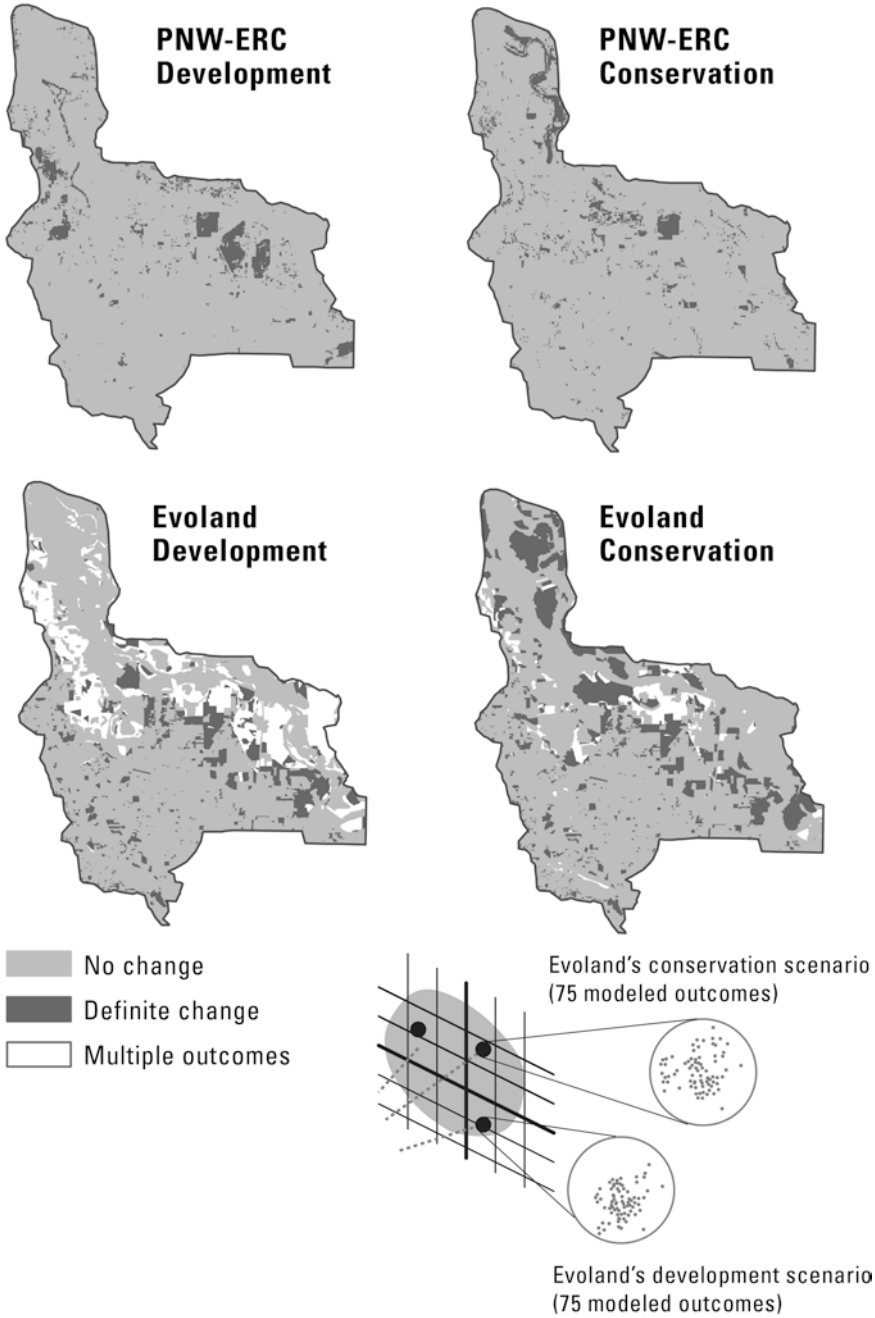 PNW-ERC
Development
PNW-ERC
Conservation
Evoland
Development
Evoland
Conservation
No change
Definite change
Multiple outcomes
Evoland's conservation scenario
(75 modeled outcomes)
Evoland's development scenario
(75 modeled outcomes)